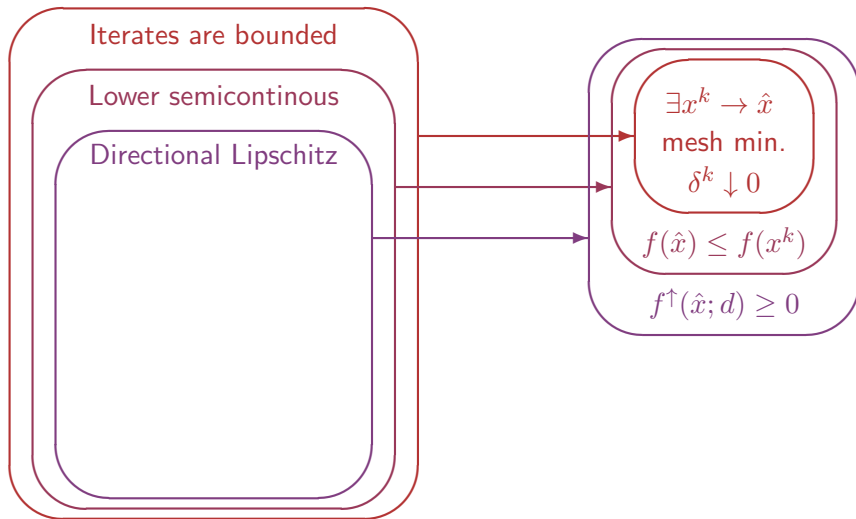 Iterates are bounded
Lower semicontinous
Directional Lipschitz
∃x^k → x̂
mesh min.
δ^k ↓ 0
f(x̂) ≤ f(x^k)
f^↑(x̂; d) ≥ 0